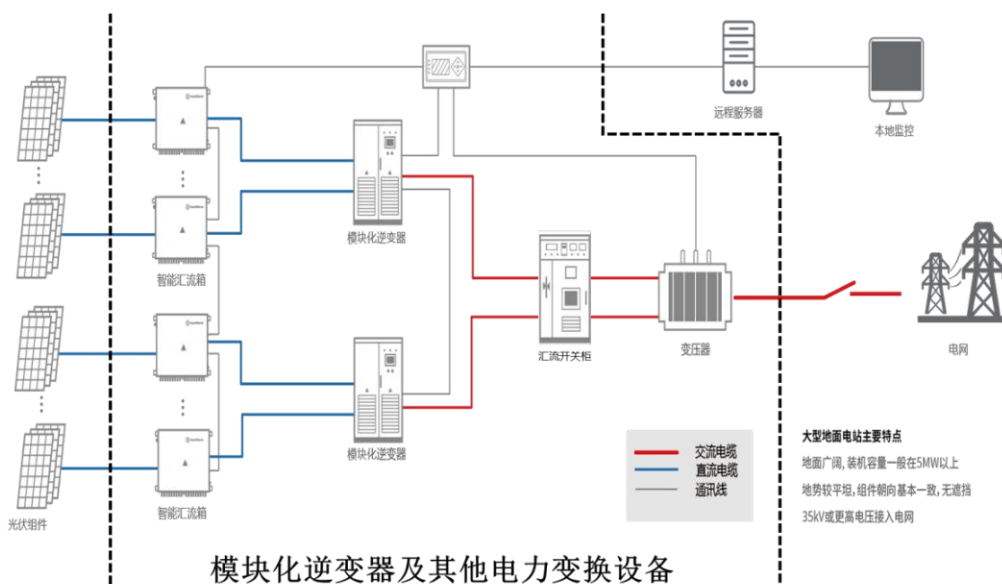 远程服务器
本地监控
模块化逆变器
智能汇流箱
汇流开关柜
变压器
电网
模块化逆变器
智能汇流箱
光伏组件
交流电缆
直流电缆
通讯线
大型地面电站主要特点
地面广阔, 装机容量一般在5MW以上
地势较平坦, 组件朝向基本一致, 无遮挡
35kV或更高电压接入电网
模块化逆变器及其他电力变换设备